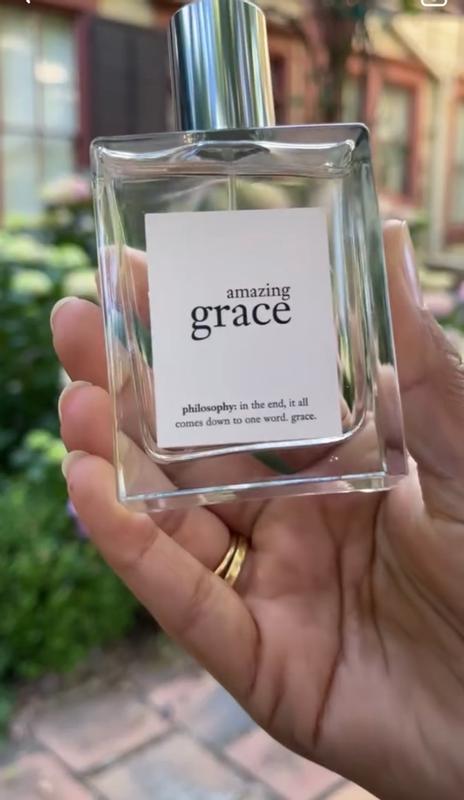 amazing
grace
philosophy: in the end, it all
comes down to one word. grace.